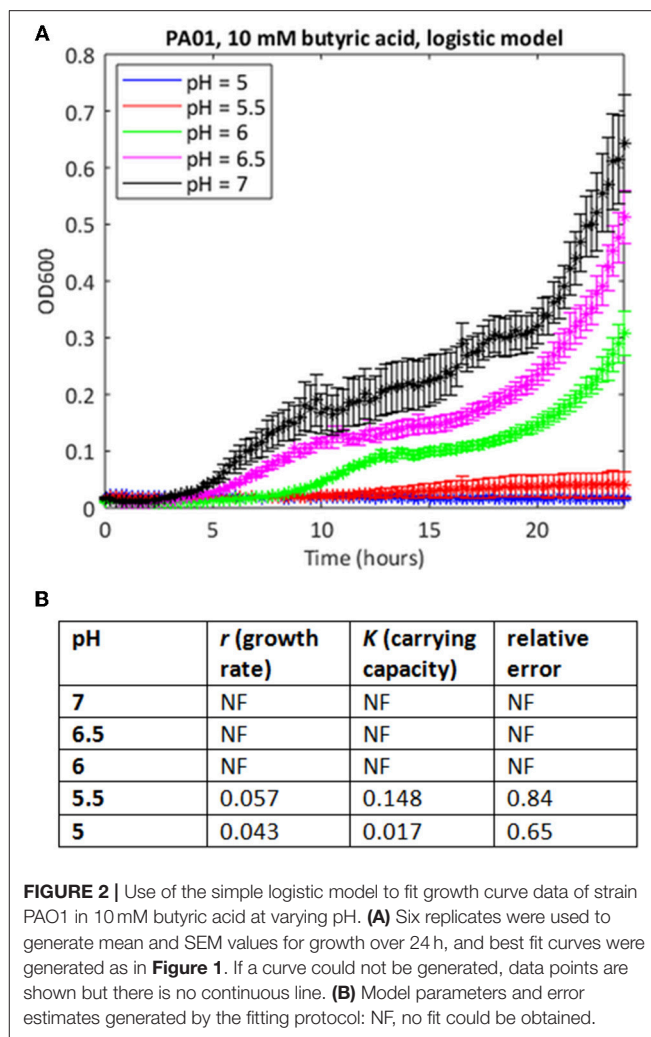 A
PA01, 10 mM butyric acid, logistic model
0.8
0.7
0.6
0.5
0.4
0.3
0.2
0.1
0
OD600
pH = 5
pH = 5.5
pH = 6
pH = 6.5
pH = 7
0 5 10 15 20
Time (hours)
B
pH r (growth rate) K (carrying capacity) relative error
7 NF NF NF
6.5 NF NF NF
6 NF NF NF
5.5 0.057 0.148 0.84
5 0.043 0.017 0.65
FIGURE 2 | Use of the simple logistic model to fit growth curve data of strain
PAO1 in 10 mM butyric acid at varying pH. (A) Six replicates were used to
generate mean and SEM values for growth over 24 h, and best fit curves were
generated as in Figure 1. If a curve could not be generated, data points are
shown but there is no continuous line. (B) Model parameters and error
estimates generated by the fitting protocol: NF, no fit could be obtained.